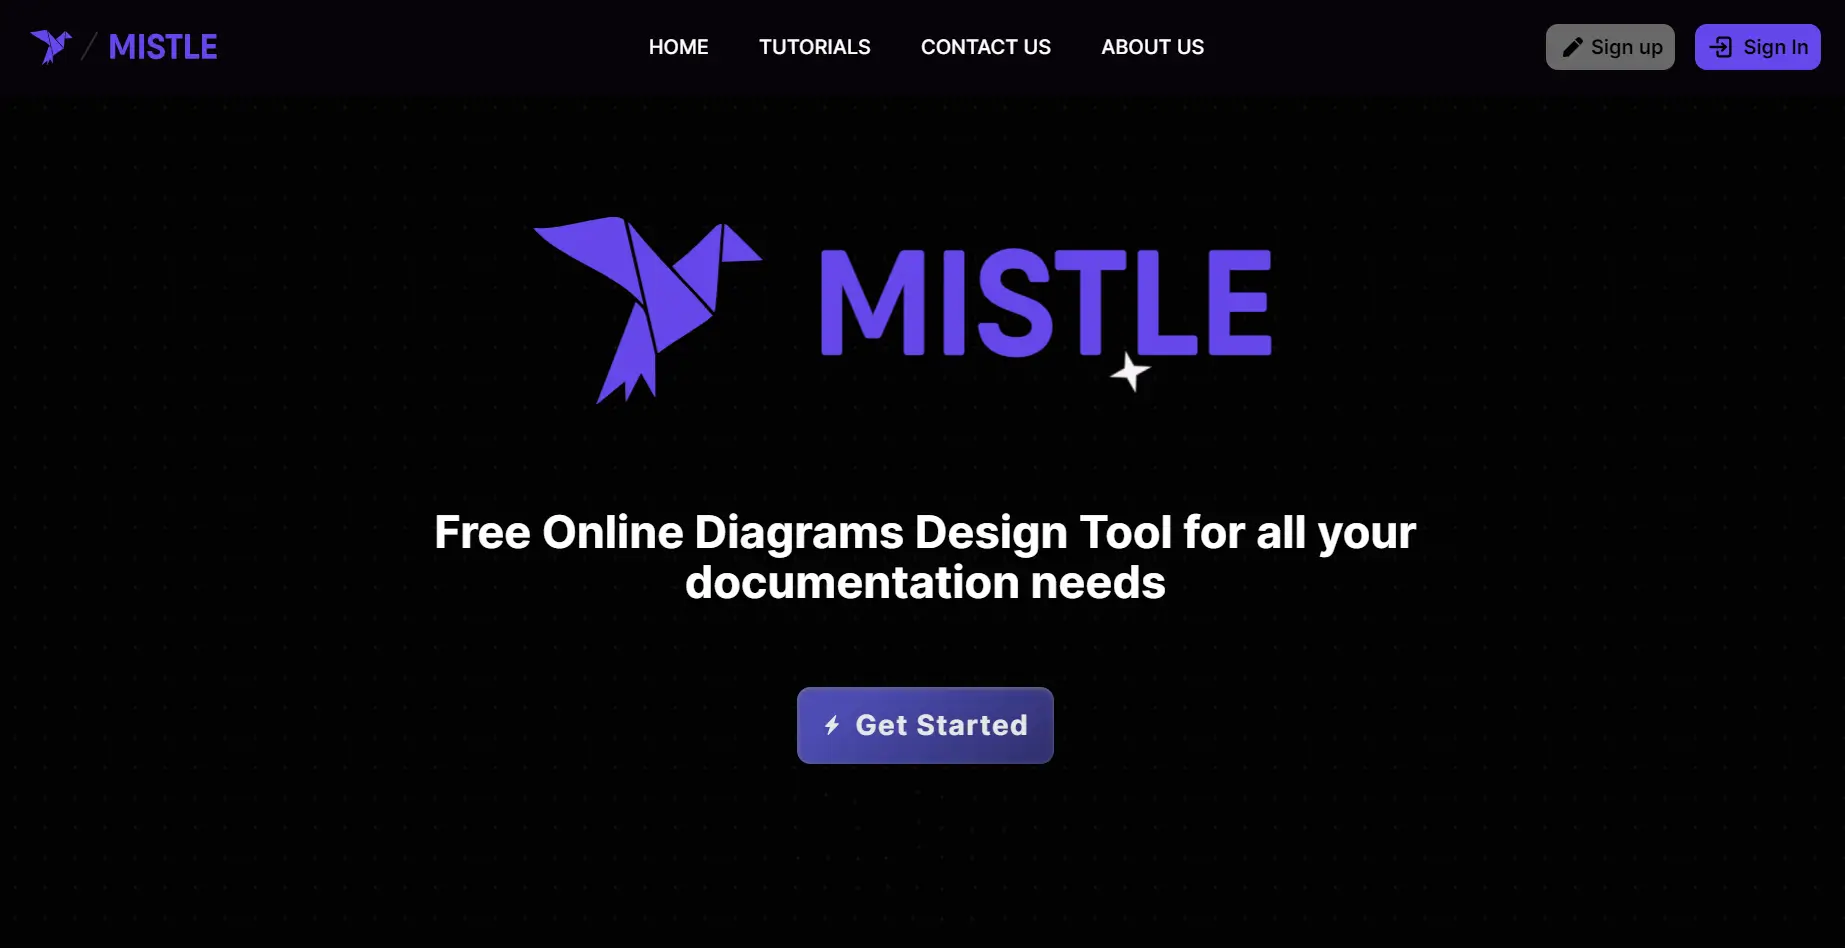 MISTLE
HOME
TUTORIALS
CONTACT US
ABOUT US
Sign up
Sign In
MISTLE
Free Online Diagrams Design Tool for all your
documentation needs
Get Started